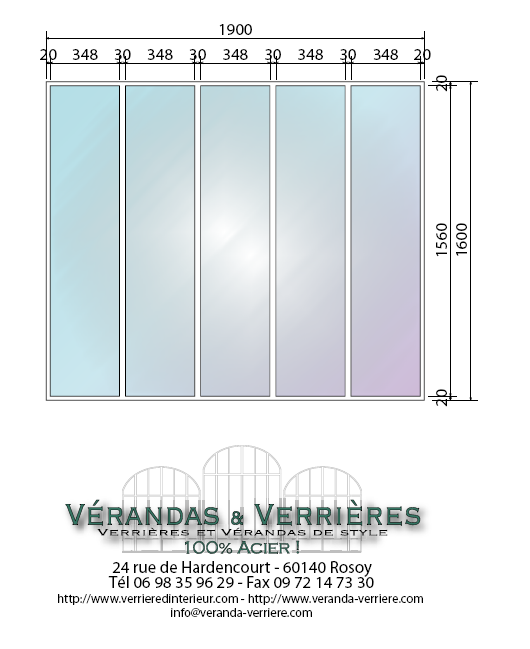 1900
20 348 30 348 30 348 30 348 30 348 20
20
1560
1600
20
VÉRANDAS & VERRIÈRES
VERRIÈRES ET VÉRANDAS DE STYLE
100% ACIER !
24 rue de Hardencourt - 60140 Rosoy
Tél 06 98 35 96 29 - Fax 09 72 14 73 30
http://www.verrieredinterieur.com - http://www.veranda-verriere.com
info@veranda-verriere.com